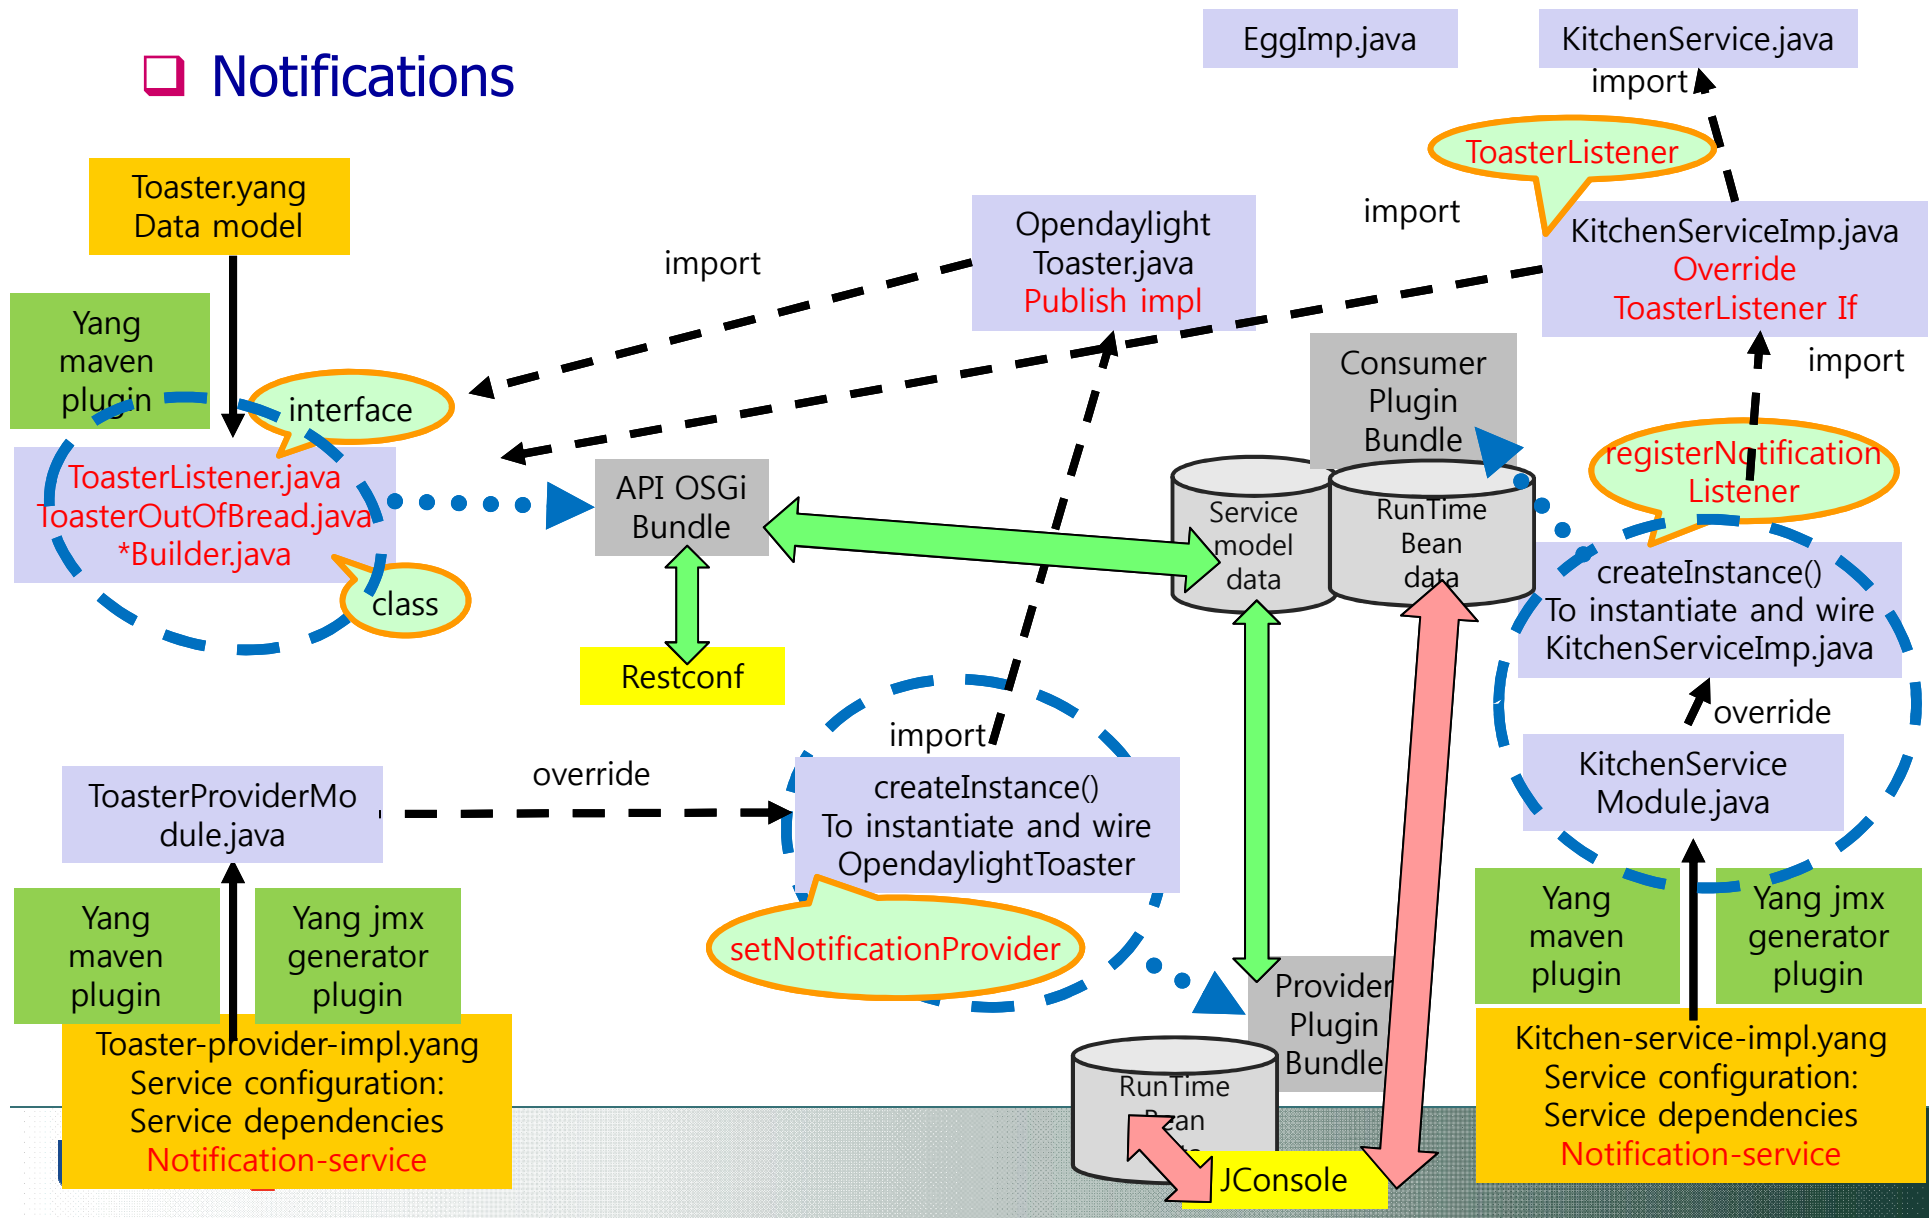 Notifications
EggImp.java
KitchenService.java
import
ToasterListener
Toaster.yang
Data model
import
Opendaylight
Toaster.java
Publish impl
import
KitchenServiceImp.java
Override
ToasterListener If
Yang
maven
plugin
interface
Consumer
Plugin
Bundle
import
ToasterListener.java
ToasterOutOfBread.java
*Builder.java
class
API OSGi
Bundle
Service
model
data
RunTime
Bean
data
registerNotification
Listener
createInstance()
To instantiate and wire
KitchenServiceImp.java
Restconf
override
import
KitchenService
Module.java
ToasterProviderMo
dule.java
override
createInstance()
To instantiate and wire
OpendaylightToaster
setNotificationProvider
Yang
maven
plugin
Yang jmx
generator
plugin
Yang
maven
plugin
Yang jmx
generator
plugin
Provider
Plugin
Bundle
Toaster-provider-impl.yang
Service configuration:
Service dependencies
Notification-service
RunTime
Bean
JConsole
Kitchen-service-impl.yang
Service configuration:
Service dependencies
Notification-service